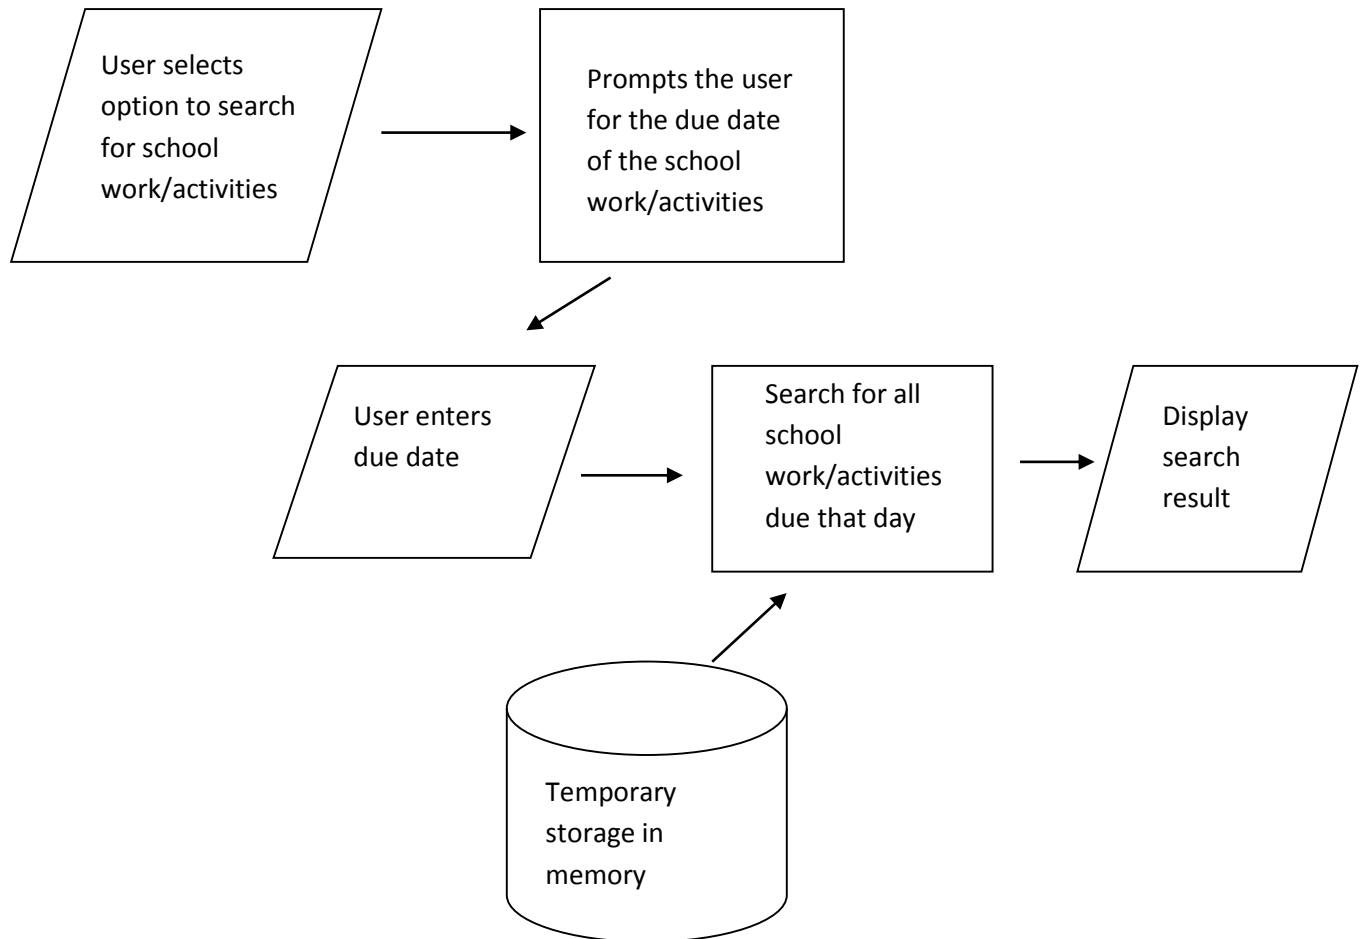 User selects
option to search
for school
work/activities
Prompts the user
for the due date
of the school
work/activities
User enters
due date
Search for all
school
work/activities
due that day
Display
search
result
Temporary
storage in
memory